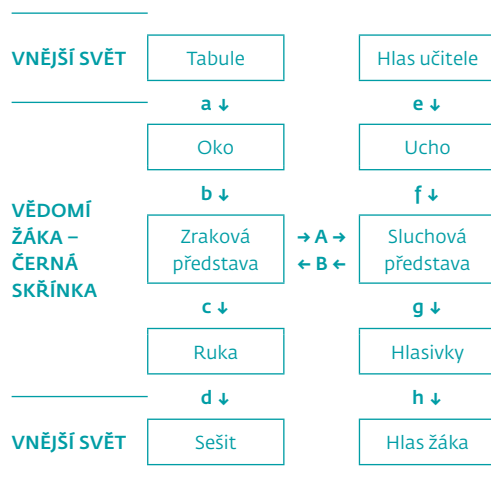 VNĚJŠÍ SVĚT
Tabule
Hlas učitele
a ↓
e ↓
Oko
Ucho
b ↓
f ↓
VĚDOMÍ
ŽÁKA –
ČERNÁ
SKŘÍNKA
Zraková
představa
→ A →
← B ←
Sluchová
představa
c ↓
g ↓
Ruka
Hlasivky
d ↓
h ↓
VNĚJŠÍ SVĚT
Sešit
Hlas žáka